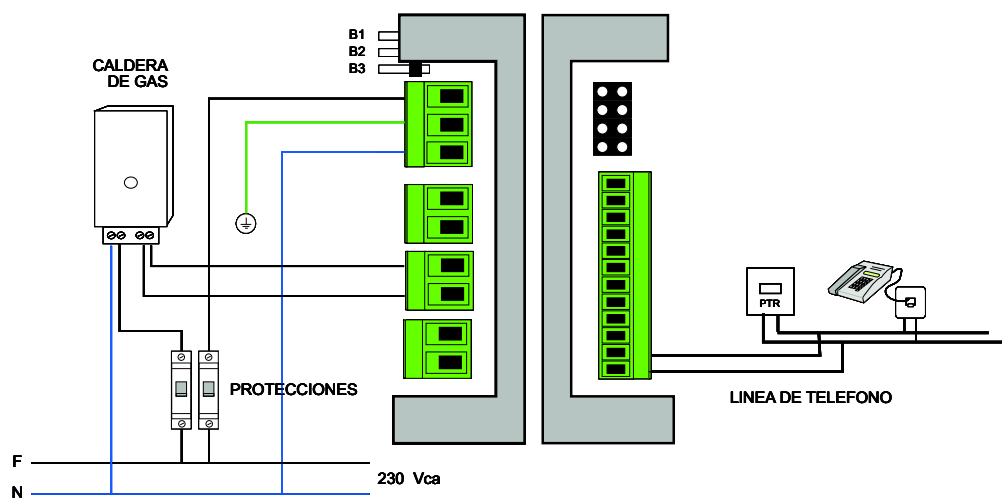 B1
B2
B3
CALDERA
DE GAS
PTR
PROTECCIONES
LINEA DE TELEFONO
F
230 Vca
N